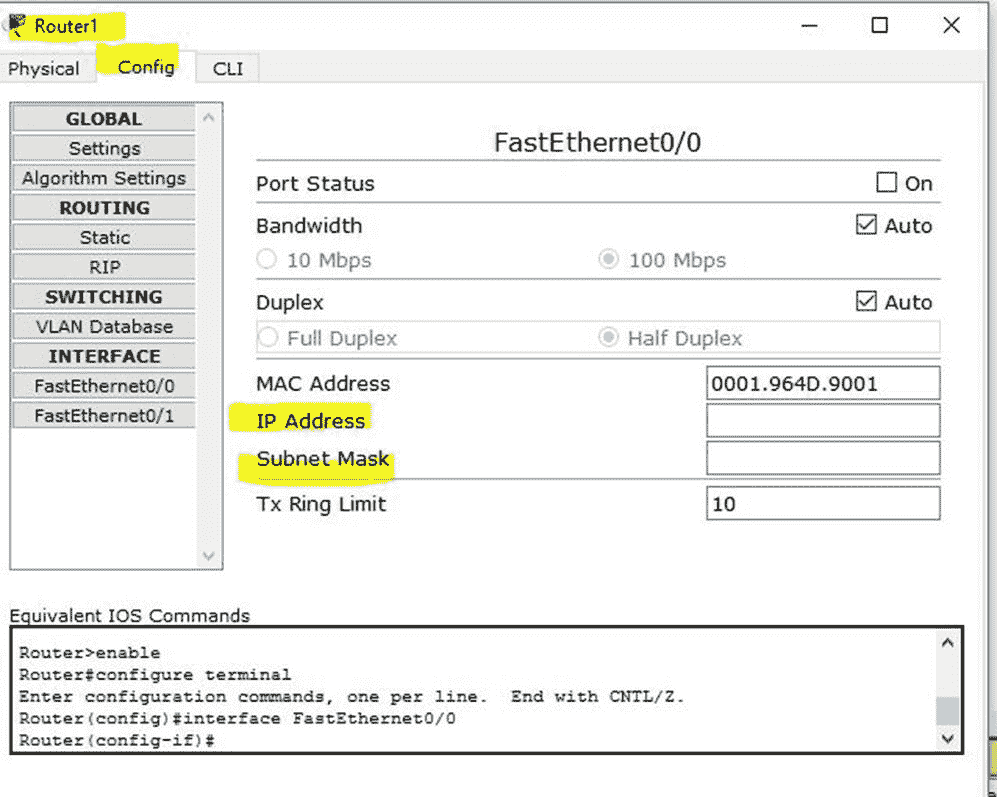 Router1
Physical Config CLI
GLOBAL
Settings
Algorithm Settings
ROUTING
Static
RIP
SWITCHING
VLAN Database
INTERFACE
FastEthernet0/0
FastEthernet0/1
FastEthernet0/0
Port Status On
Bandwidth Auto
10 Mbps 100 Mbps
Duplex Auto
Full Duplex Half Duplex
MAC Address 0001.964D.9001
IP Address
Subnet Mask
Tx Ring Limit 10
Equivalent IOS Commands
Router>enable
Router#configure terminal
Enter configuration commands, one per line. End with CNTL/Z.
Router(config)#interface FastEthernet0/0
Router(config-if)#